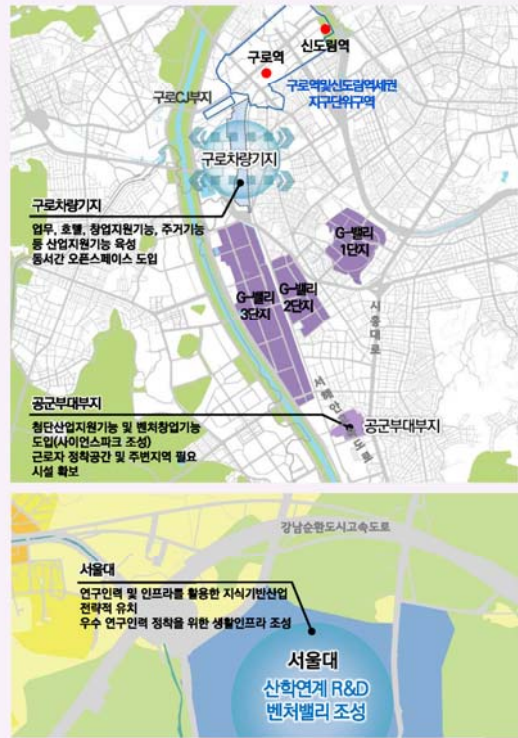 신도림역
구로역
구로역및신도림역세권
지구단위구역
구로CJ부지
구로차량기지
구로차량기지
업무, 호텔, 창업지원기능, 주거기능
등 산업지원기능 육성
동서간 오픈스페이스 도입
G-밸리
1단지
G-밸리
2단지
G-밸리
3단지
시흥대로
서해안
도로
공군부대부지
공군부대부지
첨단산업지원기능 및 벤처창업기능
도입(사이언스파크 조성)
근로자 정착공간 및 주변지역 필요
시설 확보
강남순환도시고속도로
서울대
연구인력 및 인프라를 활용한 지식기반산업
전략적 유치
우수 연구인력 정착을 위한 생활인프라 조성
서울대
산학연계 R&D
벤처밸리 조성